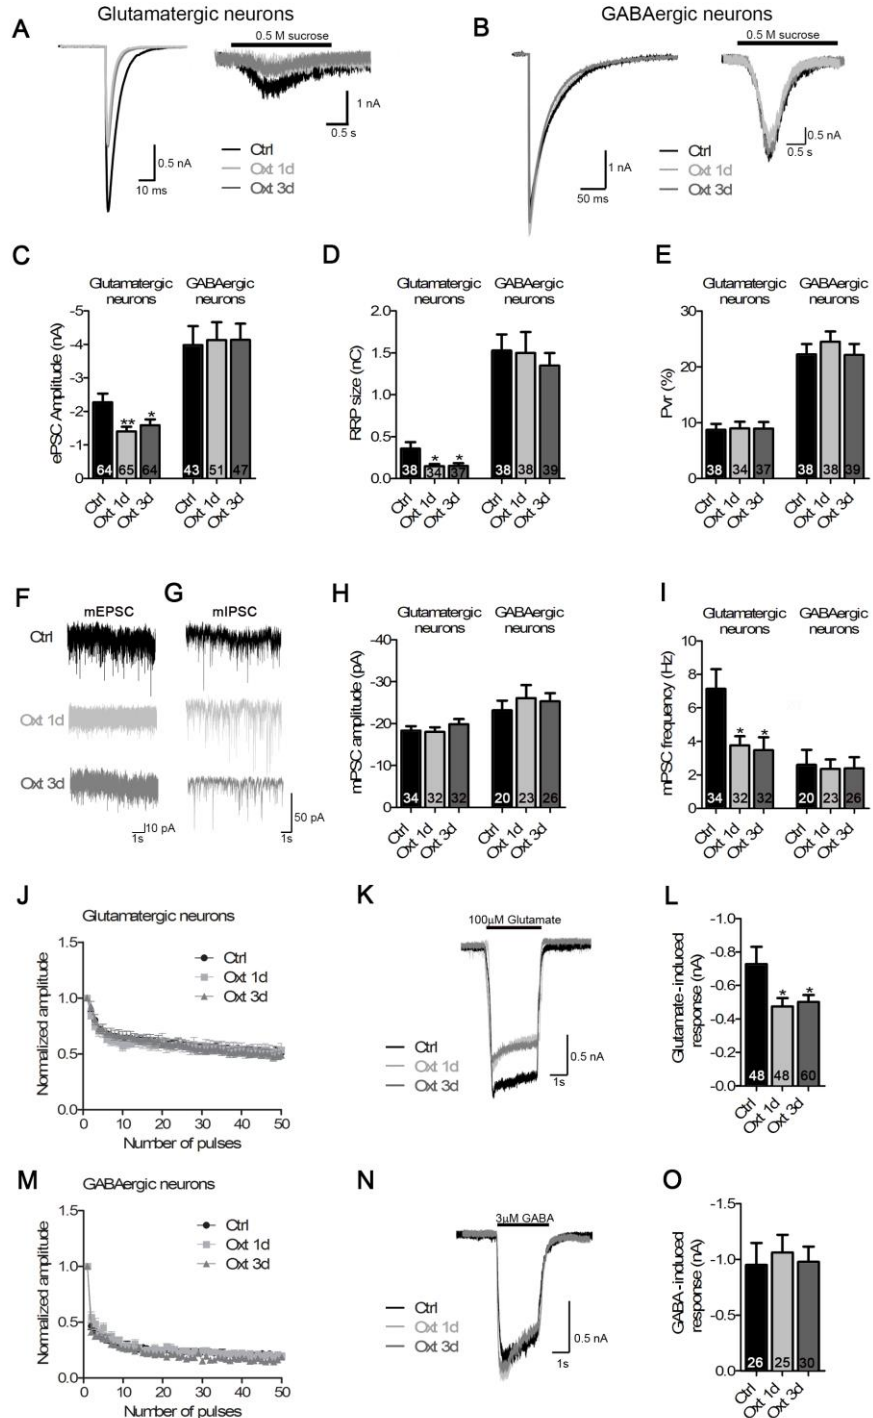 Glutamatergic neurons
GABAergic neurons
A
0.5 M sucrose
1 nA
0.5 s
0.5 nA
10 ms
Ctrl
Oxt 1d
Oxt 3d
B
0.5 M sucrose
0.5 nA
0.5 s
1 nA
50 ms
Ctrl
Oxt 1d
Oxt 3d
C
Glutamatergic neurons
GABAergic neurons
ePSC Amplitude (nA)
-5
-4
-3
-2
-1
0
64
65
64
43
51
47
Ctrl
Oxt 1d
Oxt 3d
Ctrl
Oxt 1d
Oxt 3d
**
*
D
Glutamatergic neurons
GABAergic neurons
RRP size (nC)
2.0
1.5
1.0
0.5
0.0
38
34
37
38
38
39
Ctrl
Oxt 1d
Oxt 3d
Ctrl
Oxt 1d
Oxt 3d
*
*
E
Glutamatergic neurons
GABAergic neurons
Pvr (%)
30
20
10
0
38
34
37
38
38
39
Ctrl
Oxt 1d
Oxt 3d
Ctrl
Oxt 1d
Oxt 3d
F
mEPSC
Ctrl
Oxt 1d
Oxt 3d
10 pA
1s
G
mIPSC
50 pA
1s
H
Glutamatergic neurons
GABAergic neurons
mPSC amplitude (pA)
-40
-30
-20
-10
0
34
32
32
20
23
26
Ctrl
Oxt 1d
Oxt 3d
Ctrl
Oxt 1d
Oxt 3d
I
Glutamatergic neurons
GABAergic neurons
mPSC frequency (Hz)
10
8
6
4
2
0
34
32
32
20
23
26
Ctrl
Oxt 1d
Oxt 3d
Ctrl
Oxt 1d
Oxt 3d
*
*
J
Glutamatergic neurons
Normalized amplitude
1.5
1.0
0.5
0.0
0
10
20
30
40
50
Number of pulses
Ctrl
Oxt 1d
Oxt 3d
K
100µM Glutamate
Ctrl
Oxt 1d
Oxt 3d
0.5 nA
1s
L
Glutamate-induced response (nA)
-1.0
-0.8
-0.6
-0.4
-0.2
-0.0
48
48
60
Ctrl
Oxt 1d
Oxt 3d
*
*
M
GABAergic neurons
Normalized amplitude
1.5
1.0
0.5
0.0
0
10
20
30
40
50
Number of pulses
Ctrl
Oxt 1d
Oxt 3d
N
3µM GABA
Ctrl
Oxt 1d
Oxt 3d
0.5 nA
1s
O
GABA-induced response (nA)
-1.5
-1.0
-0.5
0.0
26
25
30
Ctrl
Oxt 1d
Oxt 3d